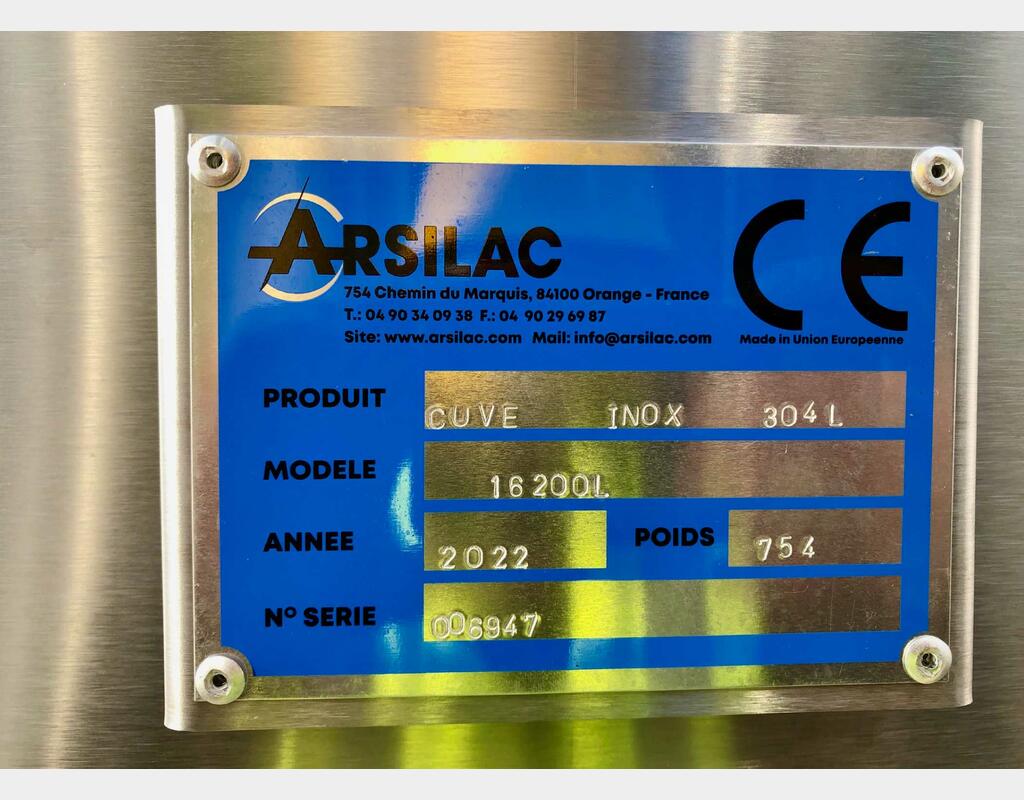 ARSILAC
754 Chemin du Marquis, 84100 Orange - France
T.: 04 90 34 09 38 F.: 04 90 29 69 87
Site: www.arsilac.com Mail: info@arsilac.com
CE
Made in Union Europeenne
PRODUIT CUVE INOX 304L
MODELE 16200L
ANNEE 2022 POIDS 754
Nº SERIE 006947